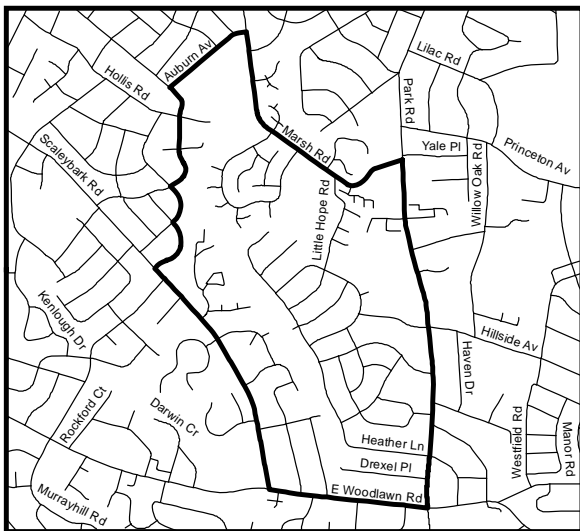 Auburn Av
Hollis Rd
Lilac Rd
Park Rd
Scaleybark Rd
Marsh Rd
Yale Pl
Princeton Av
Willow Oak Rd
Little Hope Rd
Kenlough Dr
Hillside Av
Haven Dr
Rockford Ct
Darwin Cr
Westfield Rd
Manor Rd
Heather Ln
Drexel Pl
E Woodlawn Rd
Murrayhill Rd